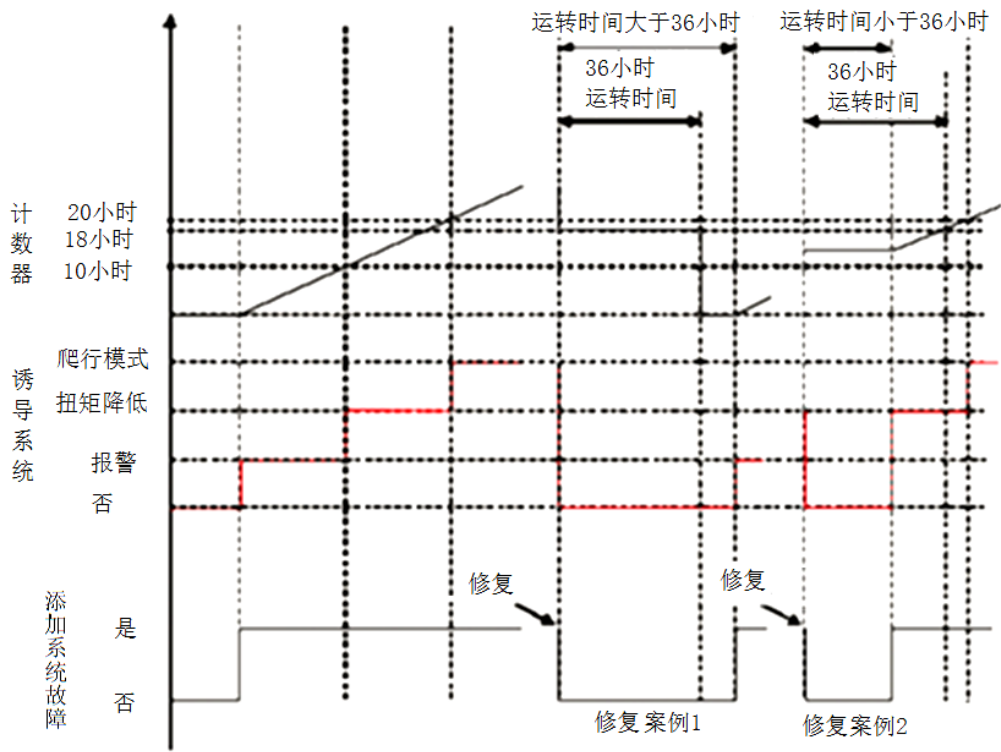 运转时间大于36小时
运转时间小于36小时
36小时
运转时间
36小时
运转时间
计数器
20小时
18小时
10小时
诱导系统
爬行模式
扭矩降低
报警
否
添加系统故障
是
否
修复
修复
修复案例1
修复案例2